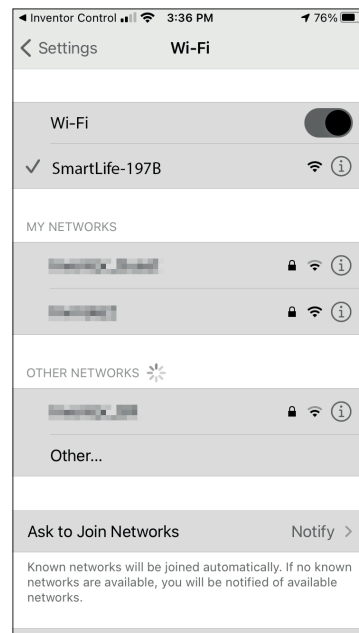 ◀ Inventor Control 3:36 PM 76%
Settings Wi-Fi
Wi-Fi
SmartLife-197B
MY NETWORKS
OTHER NETWORKS
Other...
Ask to Join Networks Notify
Known networks will be joined automatically. If no known
networks are available, you will be notified of available
networks.